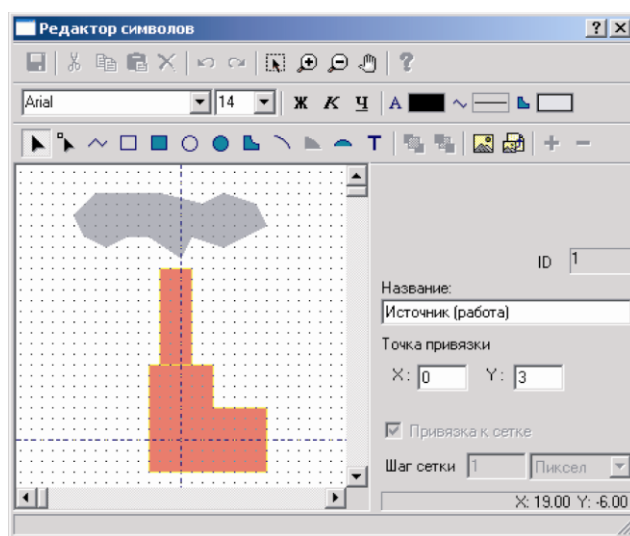 Редактор символов
Arial 14 Ж К Ч А
Т
ID 1
Название:
Источник (работа)
Точка привязки
X: 0 Y: 3
Привязка к сетке
Шаг сетки 1 Пиксел
X: 19.00 Y: -6.00